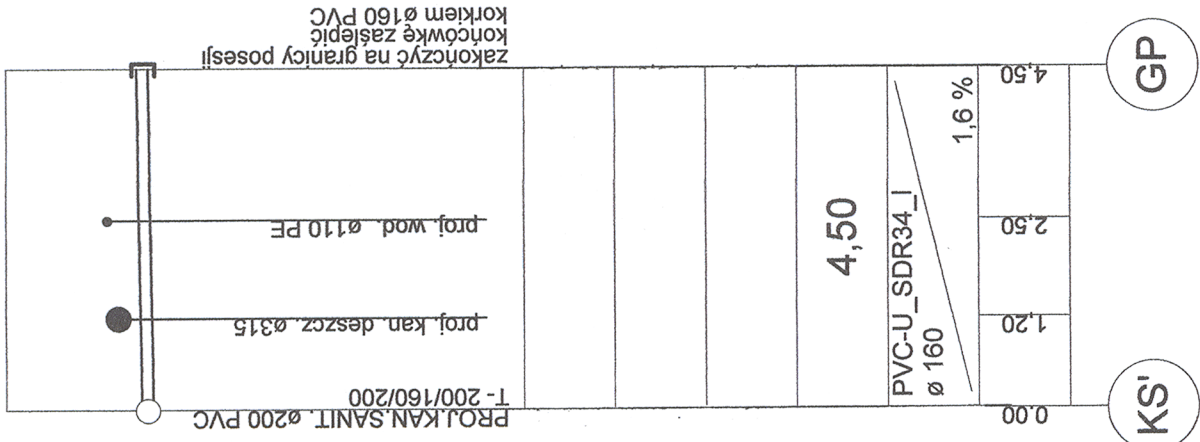 zakończyć na granicy posesji
końcówkę zaślepić
korkiem ø160 PVC
proj. wod. ø110 PE
proj. kan. deszcz. ø315
PROJ.KAN.SANIT. ø200 PVC
T- 200/160/200
4,50
PVC-U_SDR34_I
ø 160
1,6 %
0.00
1,20
2,50
4,50
KS'
GP